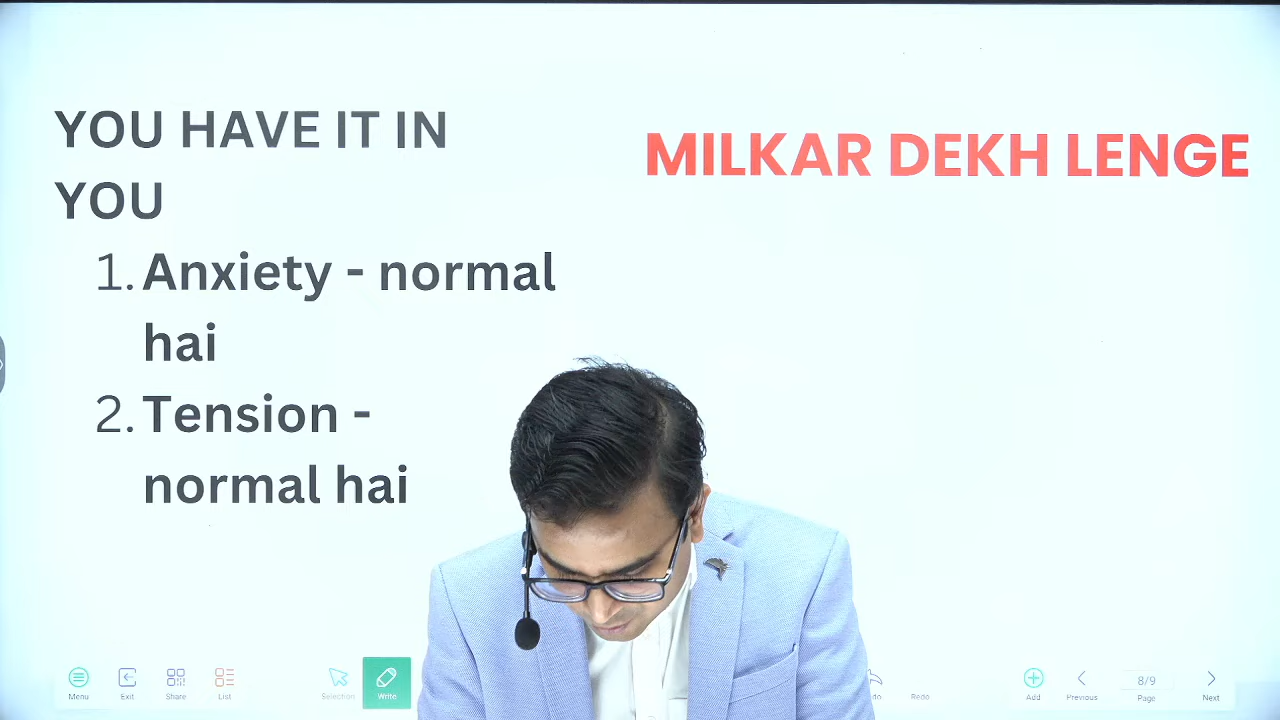 YOU HAVE IT IN
YOU
1. Anxiety - normal
hai
2. Tension -
normal hai
MILKAR DEKH LENGE
Menu
Exit
Share
List
Selection
Write
Redo
Add
Previous
8/9
Page
Next